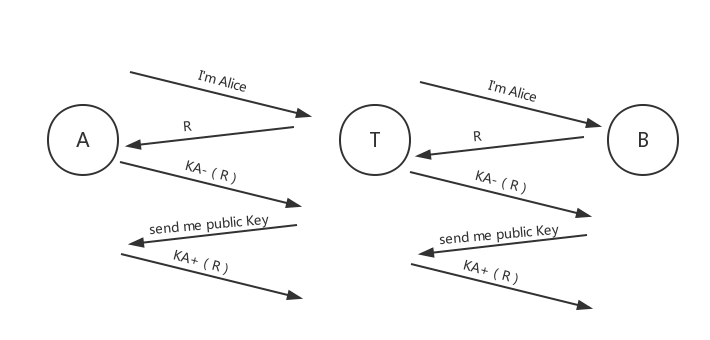 I'm Alice
I'm Alice
R
R
A
T
B
KA- ( R )
KA- ( R )
send me public Key
send me public Key
KA+ ( R )
KA+ ( R )